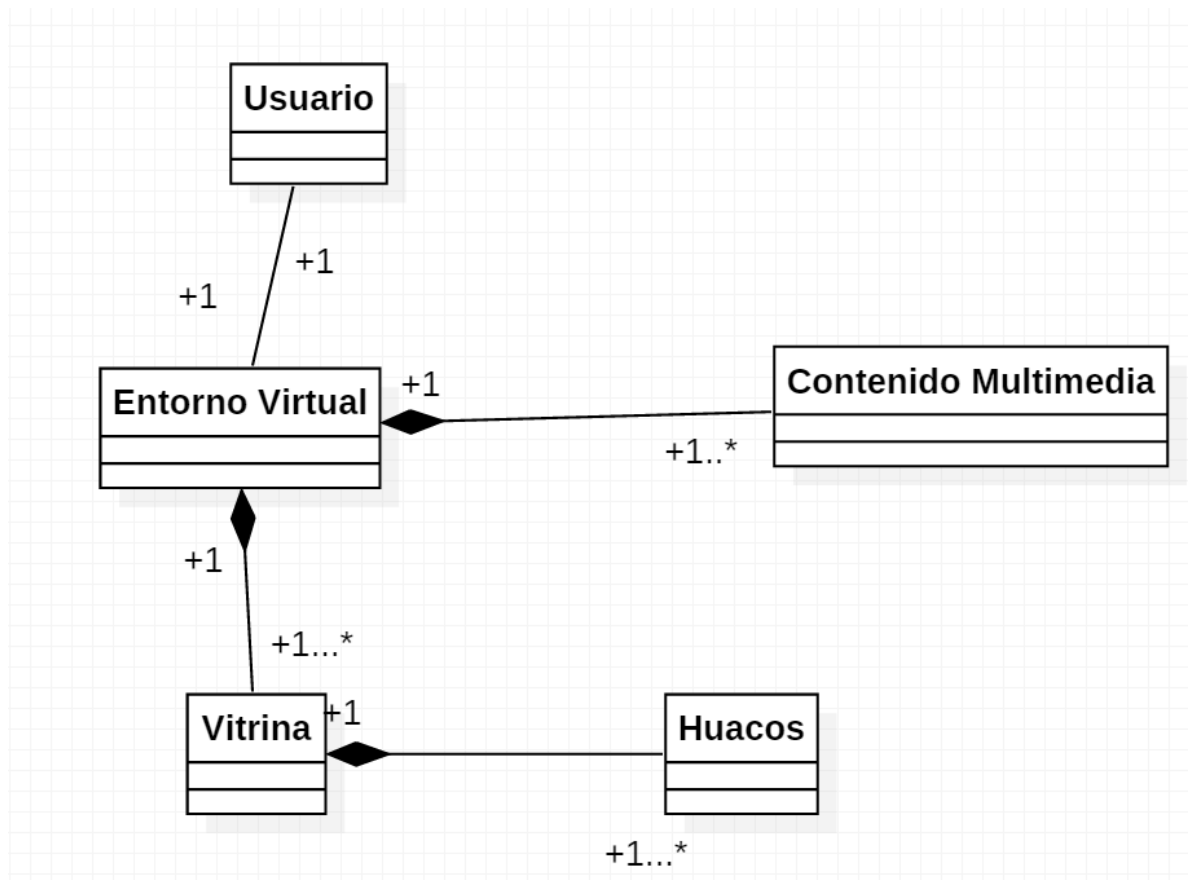 Usuario
+1
+1
Entorno Virtual
+1
Contenido Multimedia
+1..*
+1
+1...*
Vitrina
+1
Huacos
+1...*